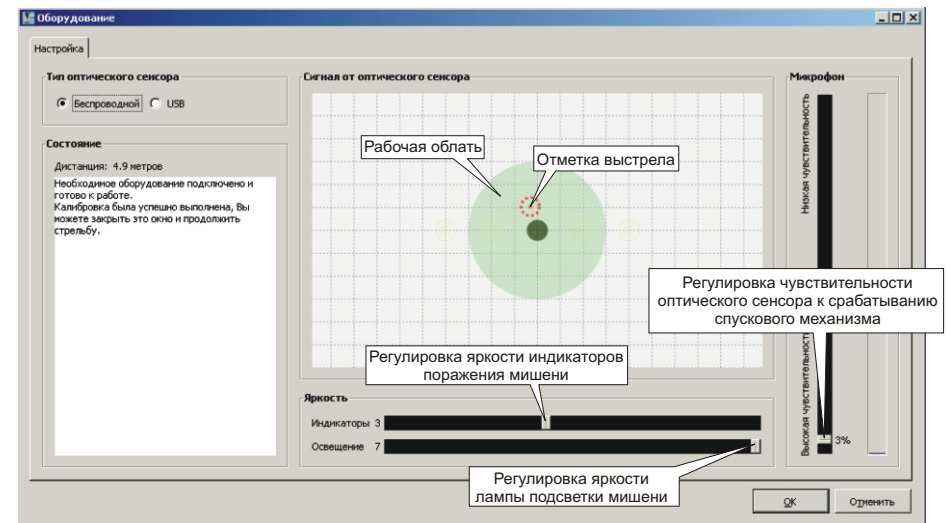 Оборудование
Настройка
Тип оптического сенсора
Беспроводной
USB
Состояние
Дистанция: 4.9 метров
Необходимое оборудование подключено и
готово к работе.
Калибровка была успешно выполнена, Вы
можете закрыть это окно и продолжить
стрельбу.
Сигнал от оптического сенсора
Рабочая облать
Отметка выстрела
Регулировка яркости индикаторов
поражения мишени
Яркость
Индикаторы 3
Освещение 7
Регулировка яркости
лампы подсветки мишени
Микрофон
Низкая чувствительность
Регулировка чувствительности
оптического сенсора к срабатыванию
спускового механизма
Высокая чувствительность
3%
OK
Отменить